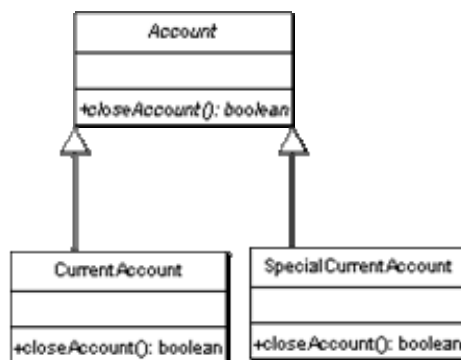 Account
+closeAccount(): boolean
CurrentAccount
+closeAccount(): boolean
SpecialCurrentAccount
+closeAccount(): boolean